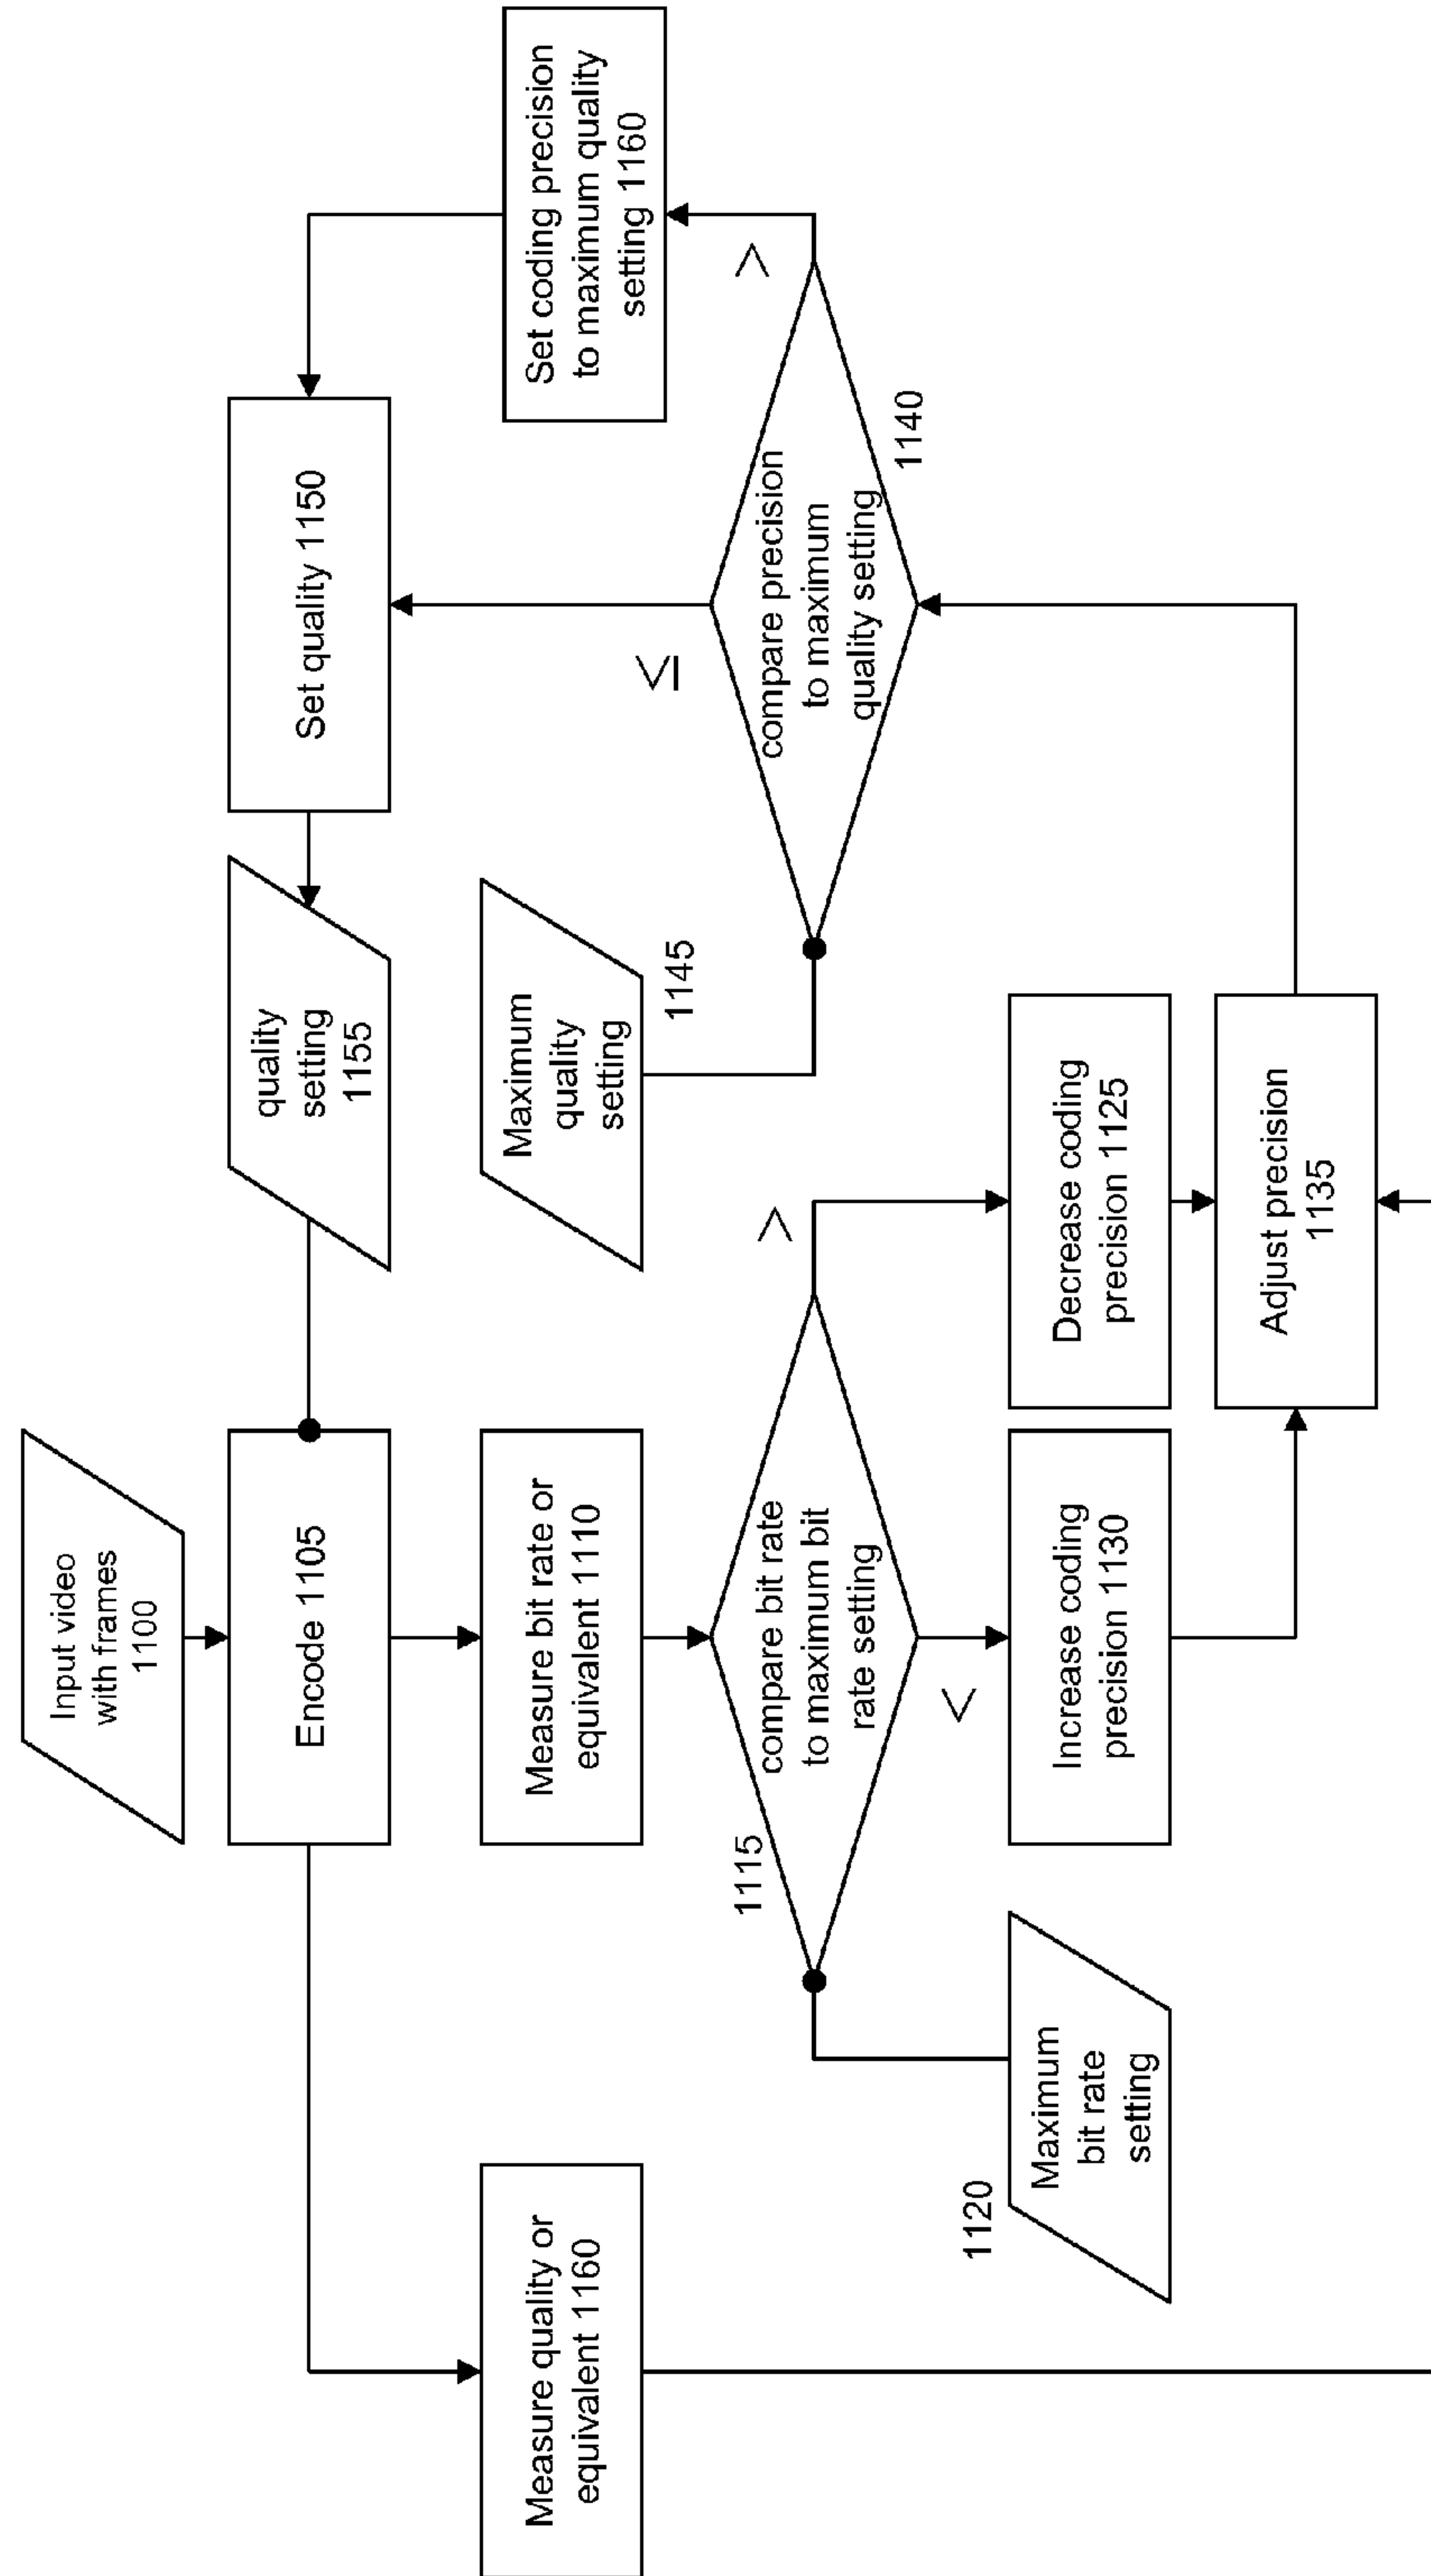 Input video
with frames
1100
Encode 1105
quality
setting
1155
Set quality 1150
Measure quality or
equivalent 1160
Measure bit rate or
equivalent 1110
Maximum
quality
setting
1145
Set coding precision
to maximum quality
setting 1160
1115
compare bit rate
to maximum bit
rate setting
>
<
≤
compare precision
to maximum
quality setting
>
1140
1120
Maximum
bit rate
setting
Increase coding
precision 1130
Decrease coding
precision 1125
Adjust precision
1135